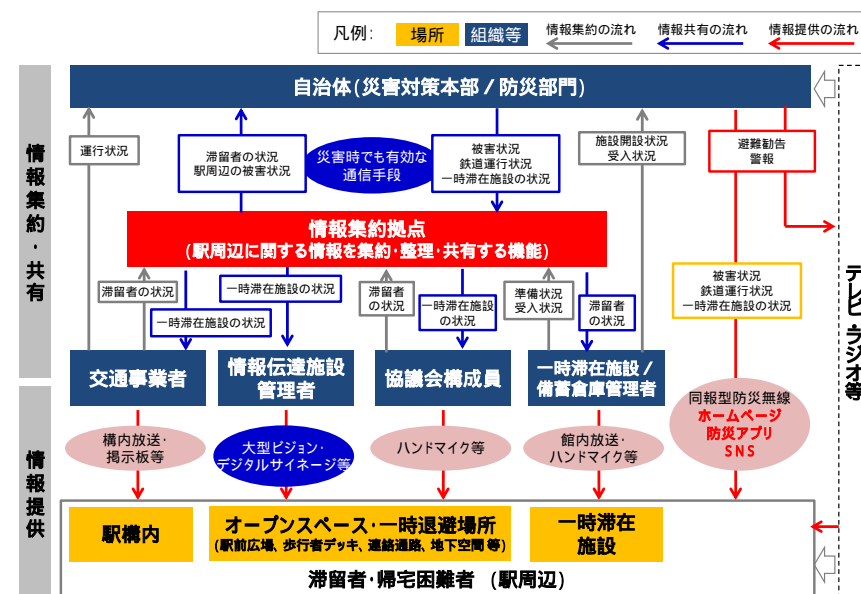 凡例:
場所
組織等
情報集約の流れ
情報共有の流れ
情報提供の流れ
情報集約・共有
情報提供
自治体(災害対策本部/防災部門)
運行状況
滞留者の状況
駅周辺の被害状況
災害時でも有効な
通信手段
被害状況
鉄道運行状況
一時滞在施設の状況
施設開設状況
受入状況
避難勧告
警報
情報集約拠点
(駅周辺に関する情報を集約・整理・共有する機能)
滞留者の状況
一時滞在施設の状況
一時滞在施設の状況
滞留者
の状況
一時滞在施設
の状況
準備状況
受入状況
滞留者
の状況
被害状況
鉄道運行状況
一時滞在施設の状況
テレビ、ラジオ等
交通事業者
情報伝達施設
管理者
協議会構成員
一時滞在施設/
備蓄倉庫管理者
構内放送・
掲示板等
大型ビジョン・
デジタルサイネージ等
ハンドマイク等
館内放送・
ハンドマイク等
同報型防災無線
ホームページ
防災アプリ
SNS
駅構内
オープンスペース・一時退避場所
(駅前広場、歩行者デッキ、連絡通路、地下空間 等)
一時滞在
施設
滞留者・帰宅困難者 (駅周辺)